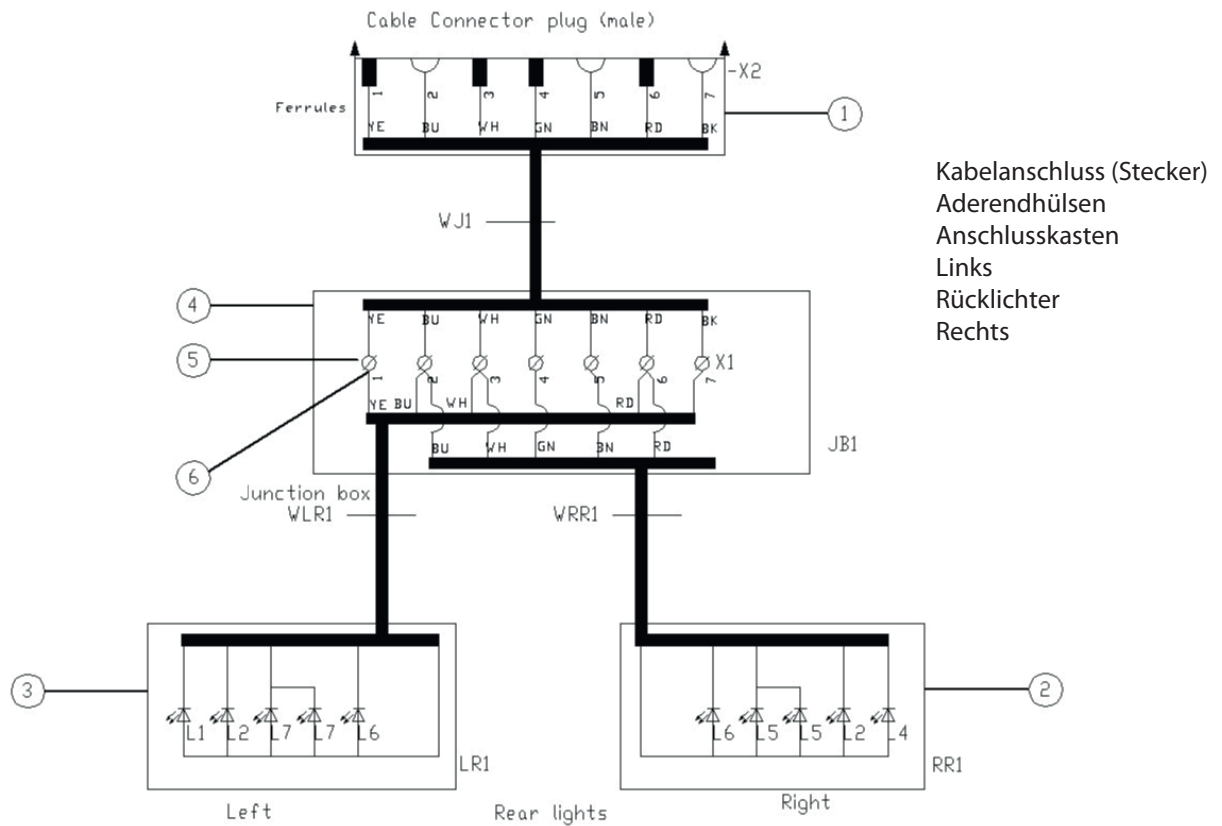 Cable Connector plug (male)
-X2
1 2 3 4 5 6 7
Ferrules
YE BU WH GN BN RD BK
1
Kabelanschluss (Stecker)
Aderendhülsen
Anschlusskasten
Links
Rücklichter
Rechts
WJ1
4
YE BU WH GN BN RD BK
5
X1
1 2 3 4 5 6 7
YE BU WH RD
6
BU WH GN BN RD
JB1
Junction box
WLR1
WRR1
3
2
L1 L2 L7 L7 L6
L6 L5 L5 L2 L4
LR1
RR1
Left
Rear lights
Right